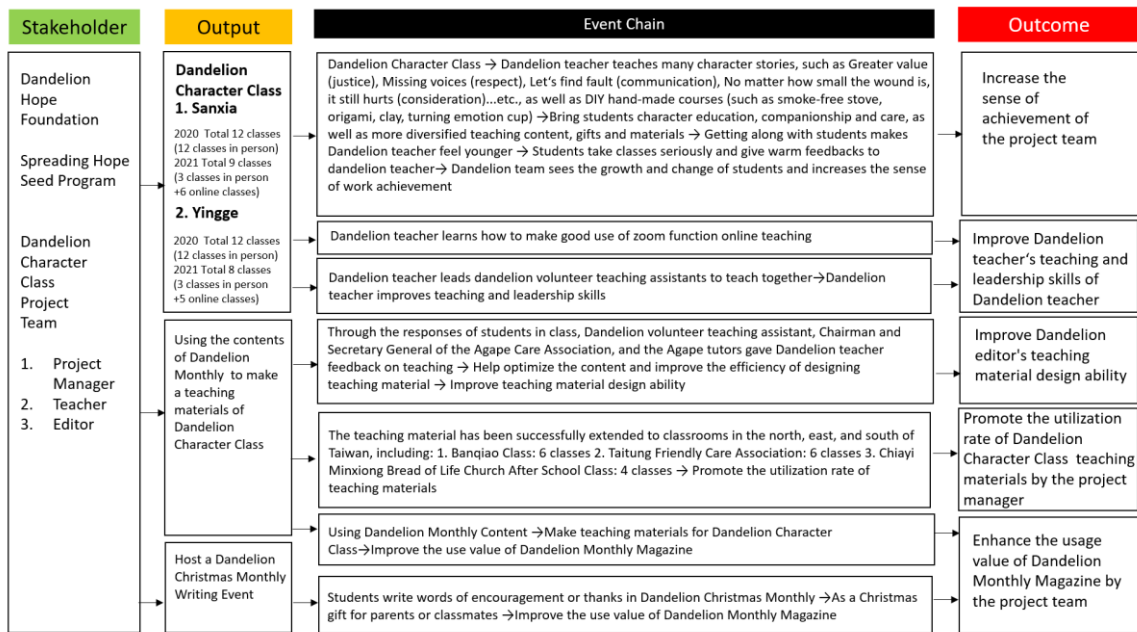 Stakeholder
Output
Event Chain
Outcome
Dandelion
Hope
Foundation
Spreading Hope
Seed Program
Dandelion
Character
Class
Project
Team
1. Project
Manager
2. Teacher
3. Editor
Dandelion
Character Class
1. Sanxia
2020 Total 12 classes
(12 classes in person)
2021 Total 9 classes
(3 classes in person
+6 online classes)
2. Yingge
2020 Total 12 classes
(12 classes in person)
2021 Total 8 classes
(3 classes in person
+5 online classes)
Using the contents
of Dandelion
Monthly to make
a teaching
materials of
Dandelion
Character Class
Host a Dandelion
Christmas Monthly
Writing Event
Dandelion Character Class → Dandelion teacher teaches many character stories, such as Greater value
(justice), Missing voices (respect), Let‘s find fault (communication), No matter how small the wound is,
it still hurts (consideration)...etc., as well as DIY hand-made courses (such as smoke-free stove,
origami, clay, turning emotion cup) →Bring students character education, companionship and care, as
well as more diversified teaching content, gifts and materials → Getting along with students makes
Dandelion teacher feel younger → Students take classes seriously and give warm feedbacks to
dandelion teacher→ Dandelion team sees the growth and change of students and increases the sense
of work achievement
Dandelion teacher learns how to make good use of zoom function online teaching
Dandelion teacher leads dandelion volunteer teaching assistants to teach together→Dandelion
teacher improves teaching and leadership skills
Through the responses of students in class, Dandelion volunteer teaching assistant, Chairman and
Secretary General of the Agape Care Association, and the Agape tutors gave Dandelion teacher
feedback on teaching → Help optimize the content and improve the efficiency of designing
teaching material → Improve teaching material design ability
The teaching material has been successfully extended to classrooms in the north, east, and south of
Taiwan, including: 1. Banqiao Class: 6 classes 2. Taitung Friendly Care Association: 6 classes 3. Chiayi
Minxiong Bread of Life Church After School Class: 4 classes → Promote the utilization rate of
teaching materials
Using Dandelion Monthly Content →Make teaching materials for Dandelion Character
Class→Improve the use value of Dandelion Monthly Magazine
Students write words of encouragement or thanks in Dandelion Christmas Monthly →As a Christmas
gift for parents or classmates →Improve the use value of Dandelion Monthly Magazine
Increase the
sense of
achievement of
the project team
Improve Dandelion
teacher‘s teaching and
leadership skills of
Dandelion teacher
Improve Dandelion
editor's teaching
material design ability
Promote the utilization
rate of Dandelion
Character Class teaching
materials by the project
manager
Enhance the usage
value of Dandelion
Monthly Magazine by
the project team